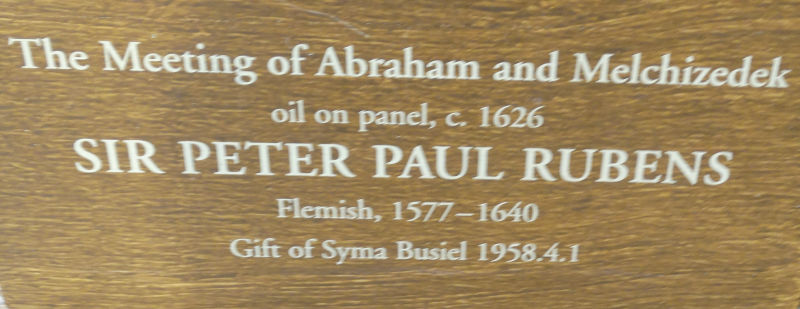 The Meeting of Abraham and Melchizedek
oil on panel, c. 1626
SIR PETER PAUL RUBENS
Flemish, 1577–1640
Gift of Syma Busiel 1958.4.1